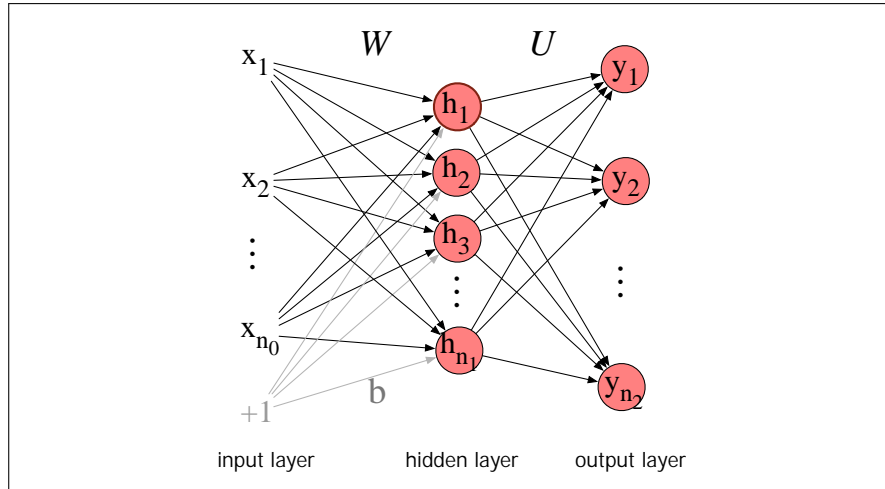 W U
x₁ h₁ y₁
x₂ h₂ y₂
⋮ h₃ ⋮
⋮
xₙ₀ hₙ₁ yₙ₂
+1 b
input layer hidden layer output layer